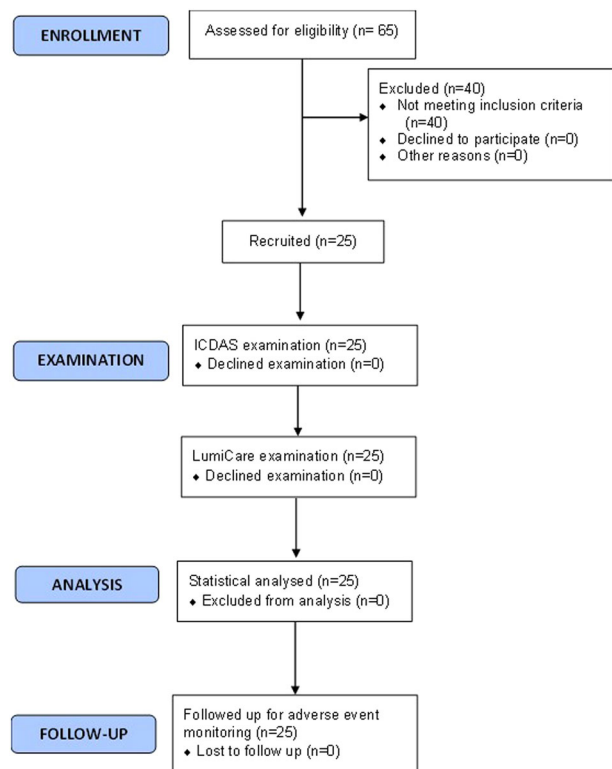 ENROLLMENT
Assessed for eligibility (n= 65)
Excluded (n=40)
♦ Not meeting inclusion criteria
(n=40)
♦ Declined to participate (n=0)
♦ Other reasons (n=0)
Recruited (n=25)
EXAMINATION
ICDAS examination (n=25)
♦ Declined examination (n=0)
LumiCare examination (n=25)
♦ Declined examination (n=0)
ANALYSIS
Statistical analysed (n=25)
♦ Excluded from analysis (n=0)
FOLLOW-UP
Followed up for adverse event
monitoring (n=25)
♦ Lost to follow up (n=0)